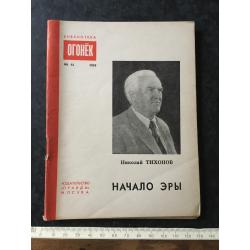 БИБЛИОТЕКА
ОГОНЁК
Николай ТИХОНОВ
НАЧАЛО ЭРЫ
ИЗДАТЕЛЬСТВО
«ПРАВДА»
МОСКВА